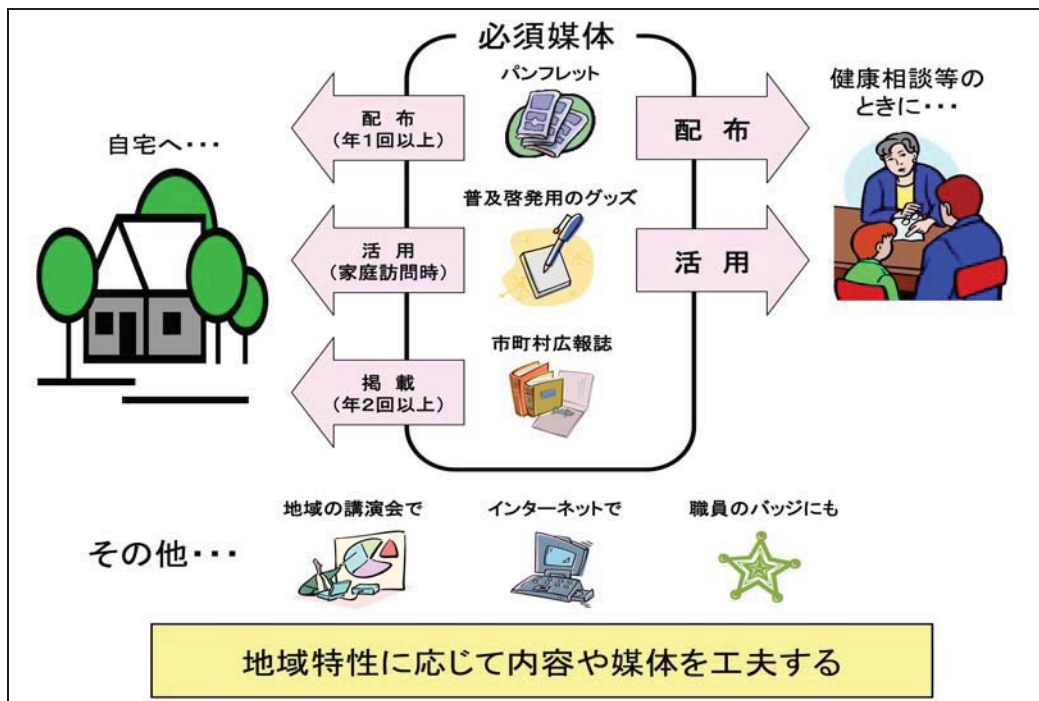 必須媒体
パンフレット
配 布
(年1回以上)
配 布
健康相談等の
ときに・・・
自宅へ・・・
普及啓発用のグッズ
活 用
(家庭訪問時)
活 用
市町村広報誌
掲 載
(年2回以上)
その他・・・
地域の講演会で
インターネットで
職員のバッジにも
地域特性に応じて内容や媒体を工夫する